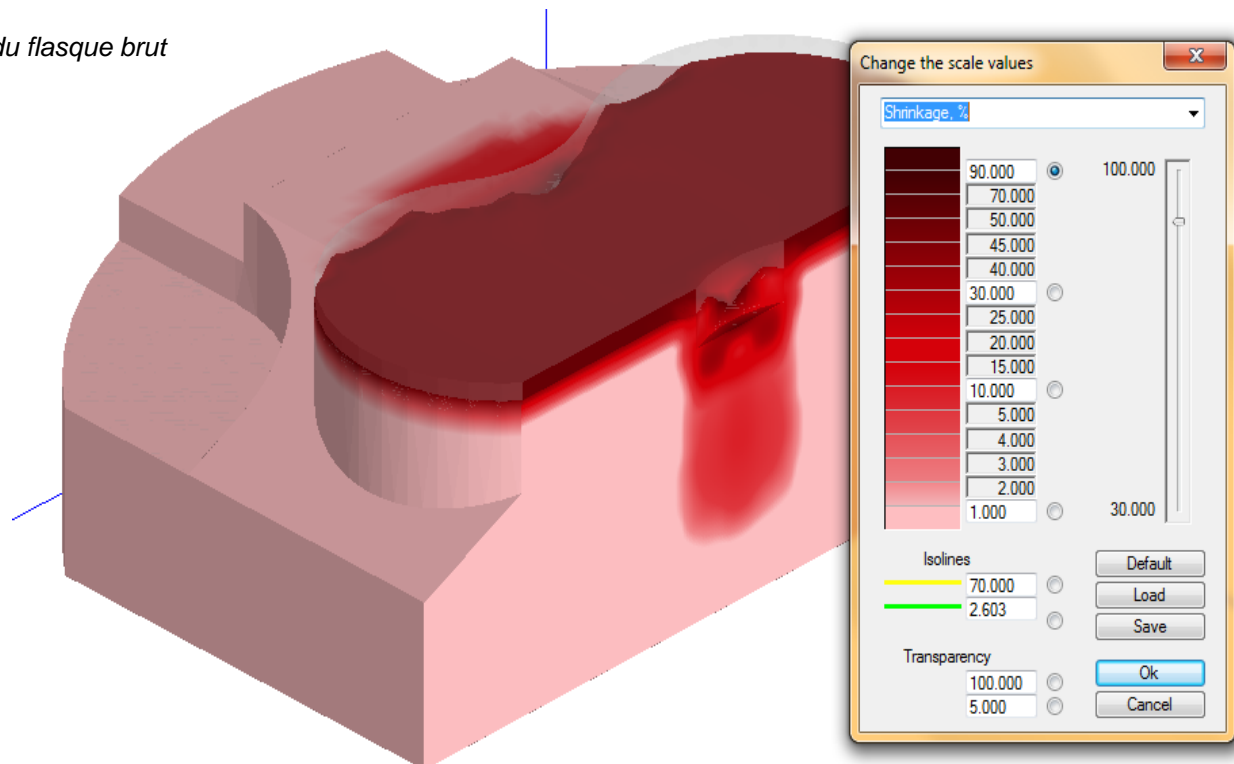 du flasque brut
Change the scale values
Shrinkage, %
90.000
70.000
50.000
45.000
40.000
30.000
25.000
20.000
15.000
10.000
5.000
4.000
3.000
2.000
1.000
100.000
30.000
Isolines
70.000
2.603
Transparency
100.000
5.000
Default
Load
Save
Ok
Cancel